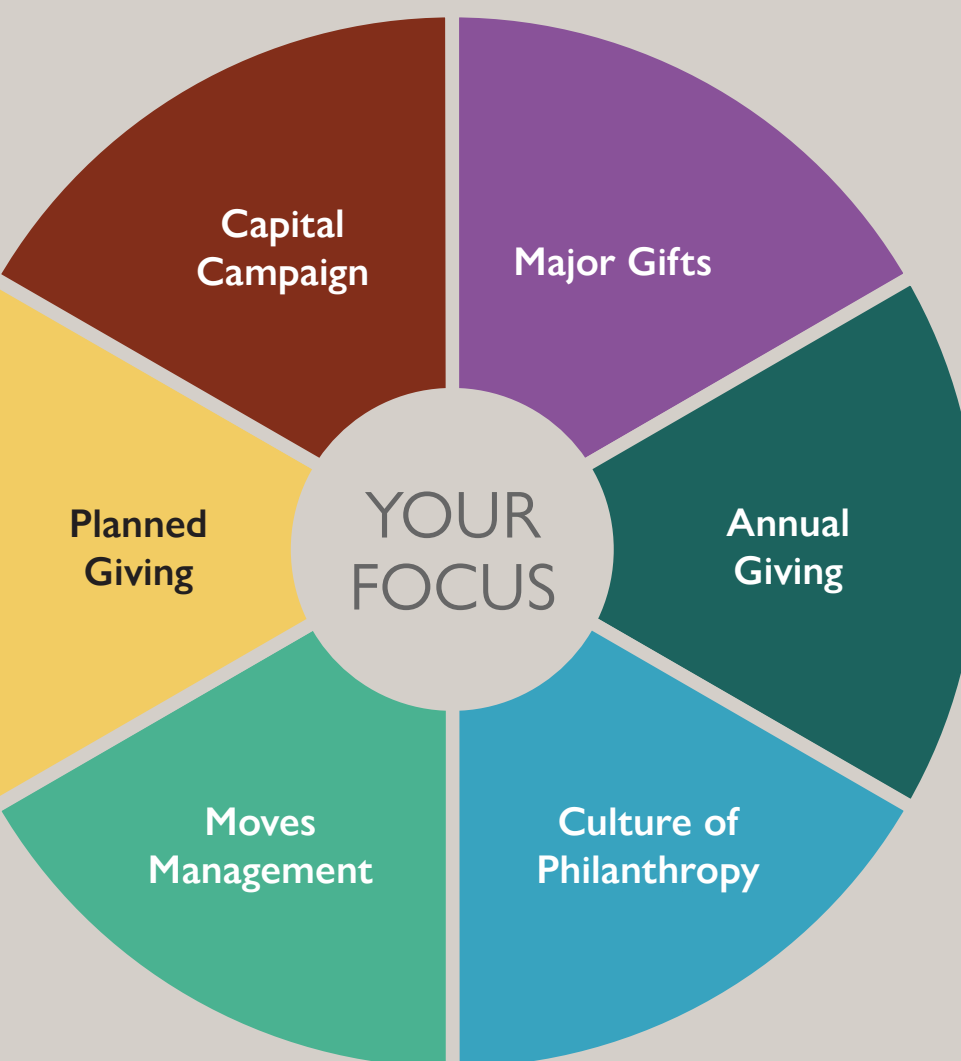 Capital
Campaign
Major Gifts
Planned
Giving
YOUR
FOCUS
Annual
Giving
Moves
Management
Culture of
Philanthropy